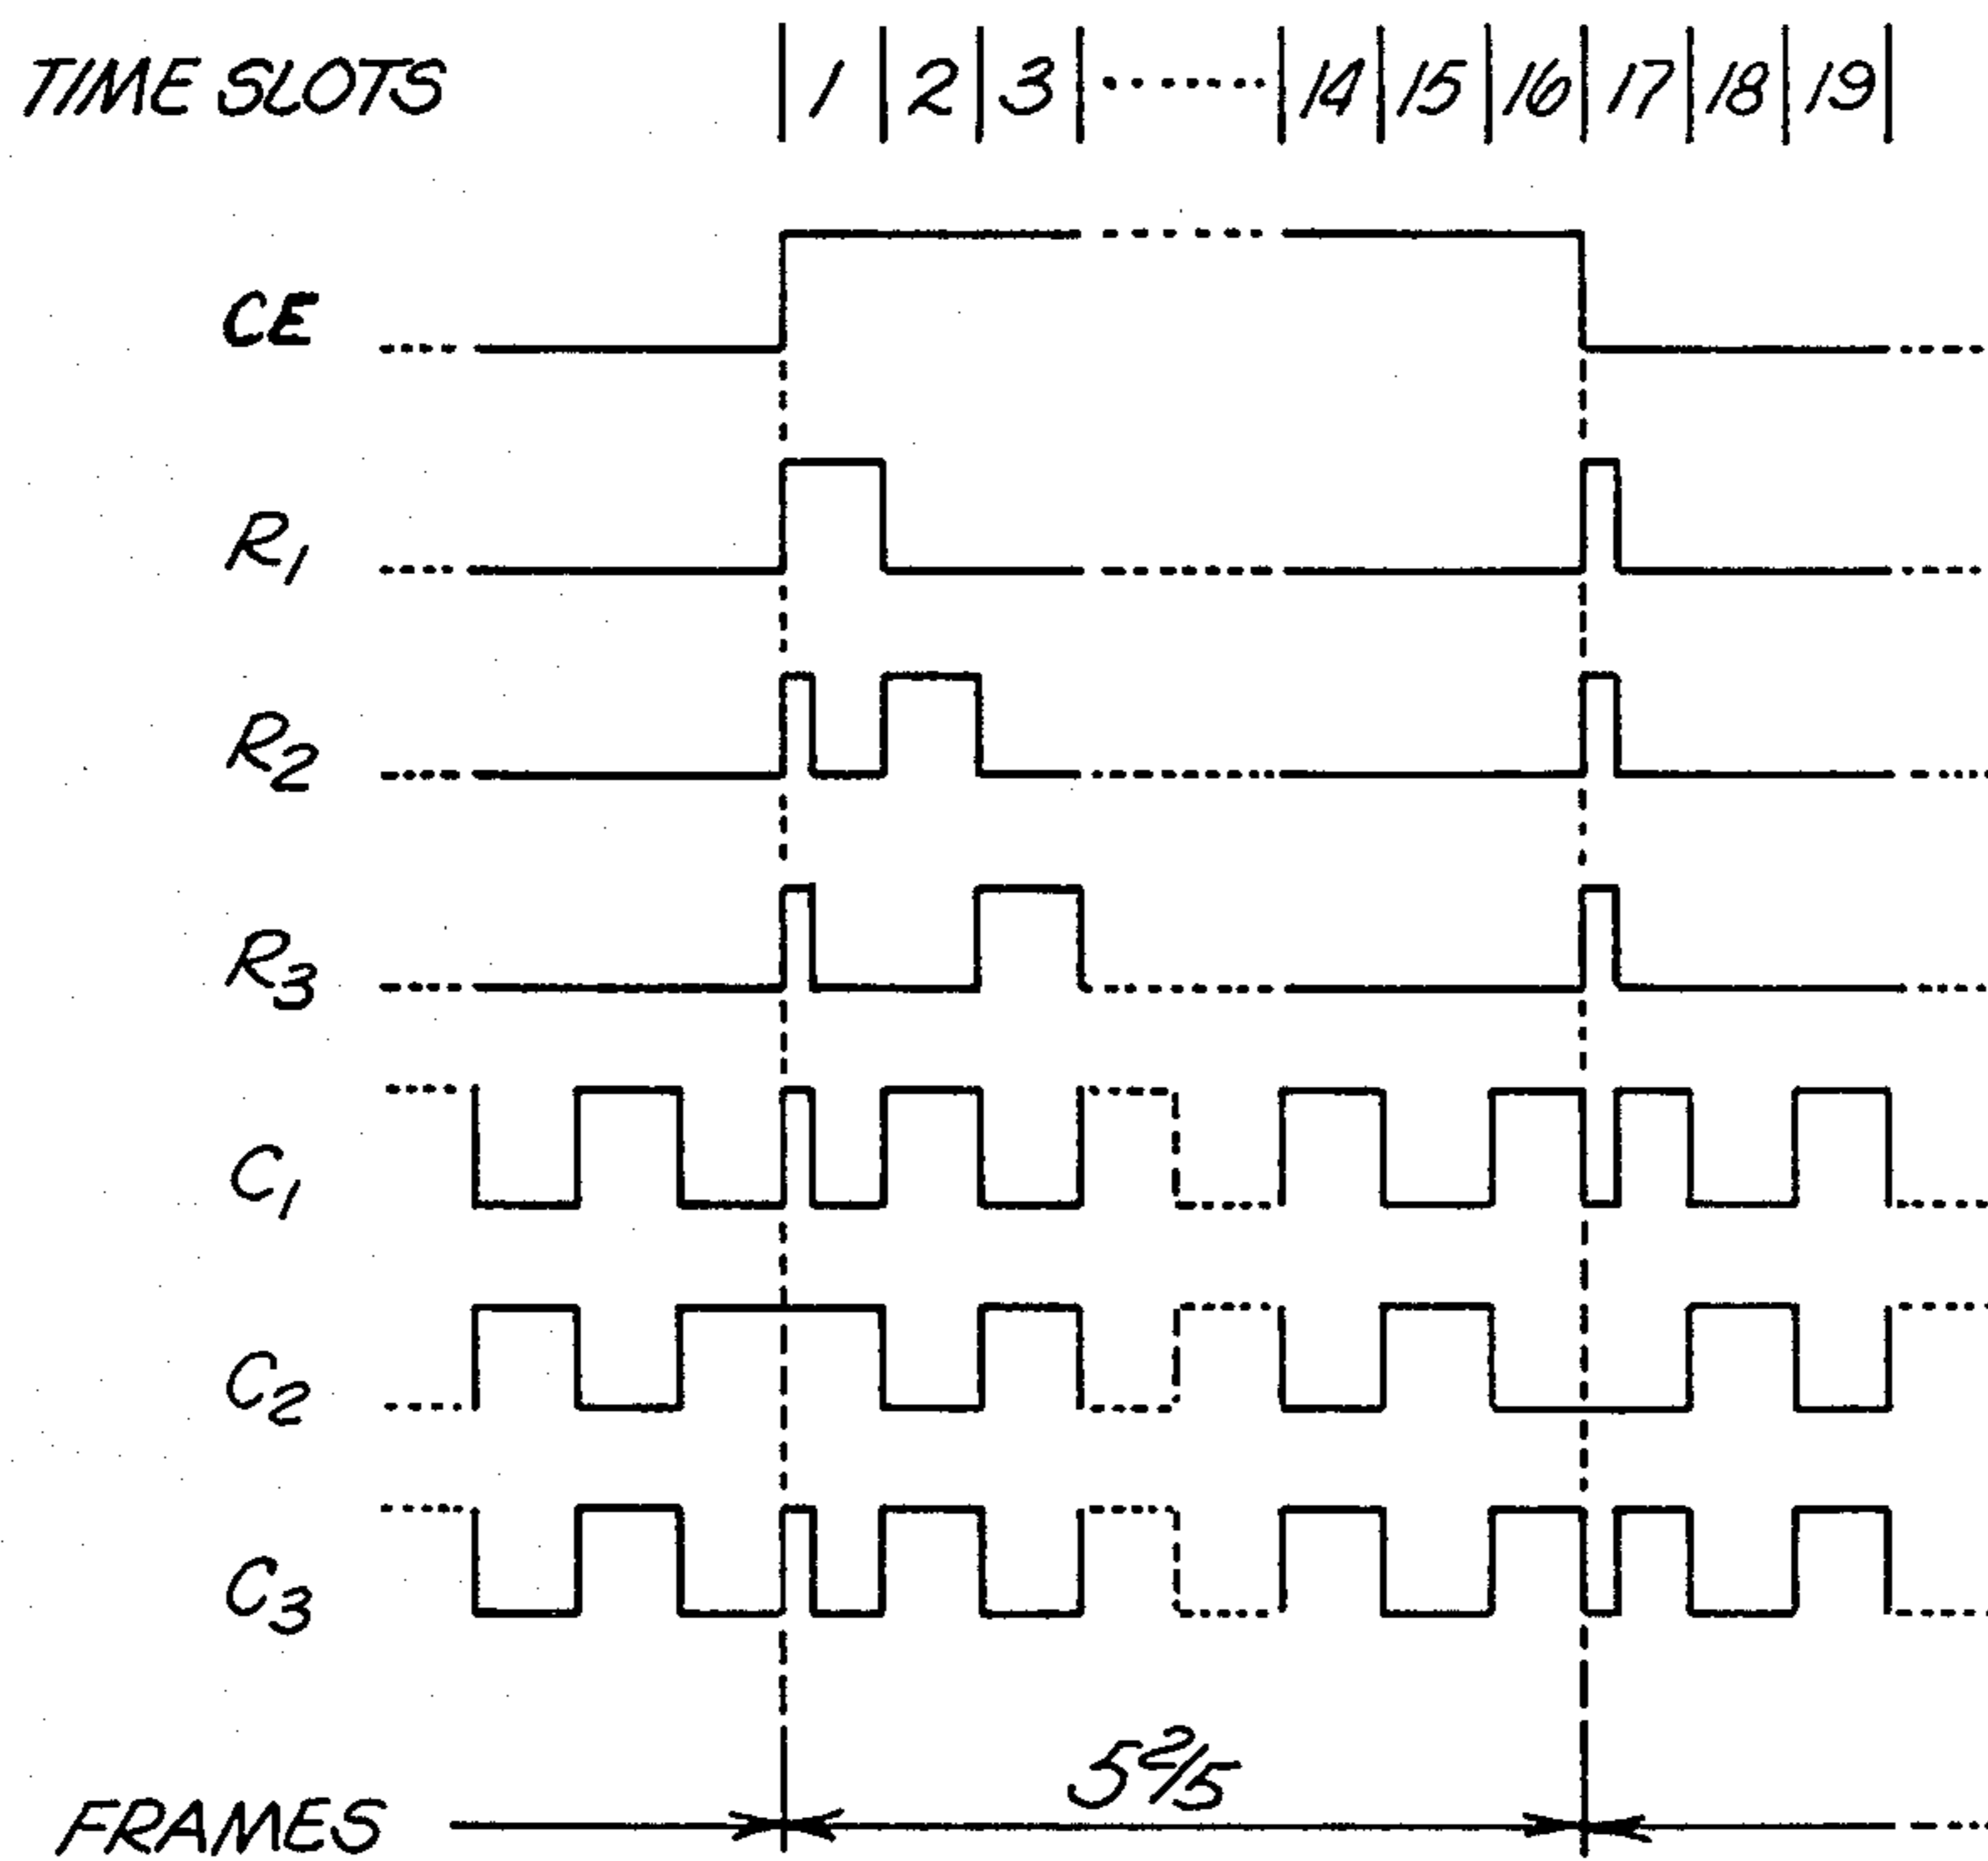 TIME SLOTS 1 2 3 14 15 16 17 18 19
CE
R1
R2
R3
C1
C2
C3
5 2/5
FRAMES